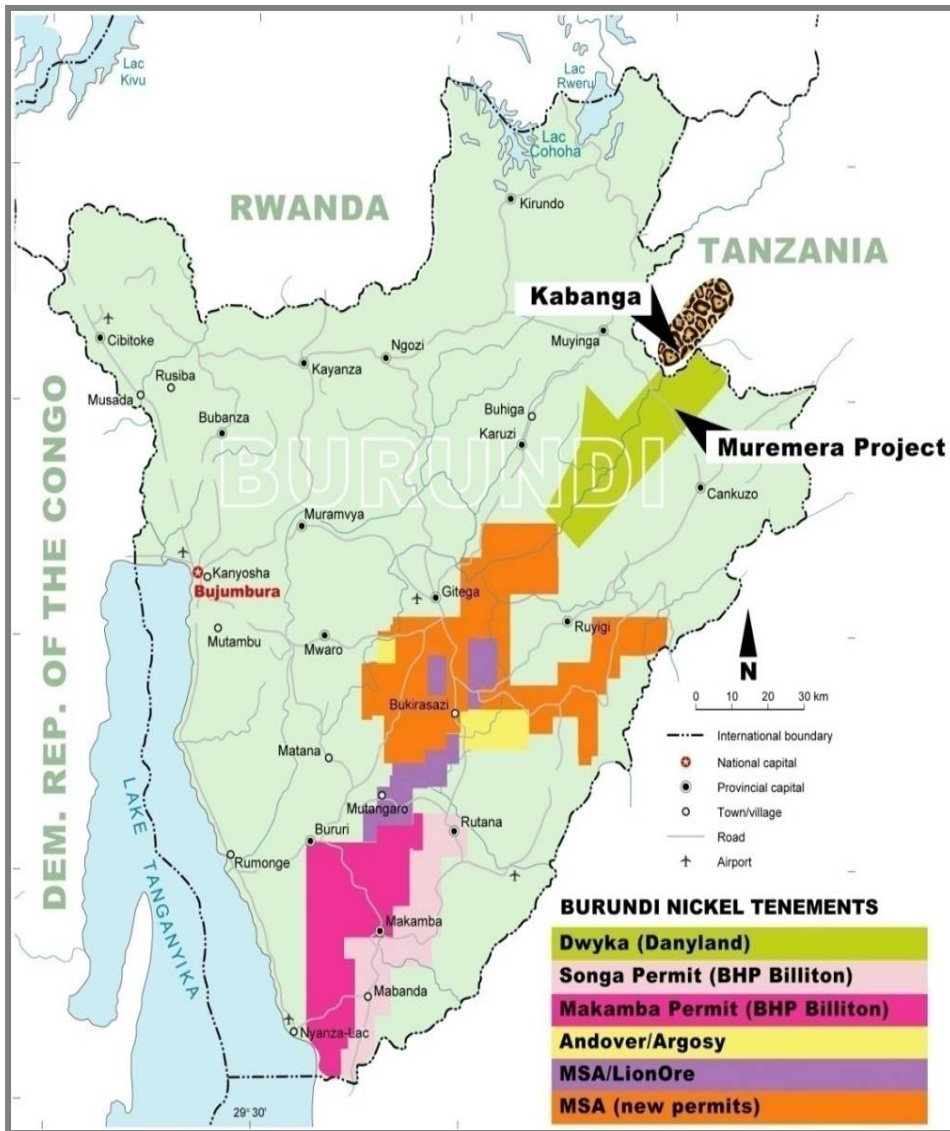 Lac
Kivu
Lac
Rweru
Lac
Cohoha
Kirundo
RWANDA
TANZANIA
Kabanga
Muyinga
Cibitoke
Ngozi
Kayanza
Rusiba
Musada
Buhiga
Bubanza
Karuzi
Muremera Project
BURUNDI
Cankuzo
Muramvya
DEM. REP. OF THE CONGO
Kanyosha
Bujumbura
Gitega
Mutambu
Mwaro
Ruyigi
N
0 10 20 30 km
Bukirasazi
International boundary
Matana
National capital
Provincial capital
Mutangaro
Town/village
Bururi
Rutana
Road
Rumonge
Airport
LAKE TANGANYIKA
Makamba
Mabanda
Nyanza-Lac
29° 30'
BURUNDI NICKEL TENEMENTS
Dwyka (Danyland)
Songa Permit (BHP Billiton)
Makamba Permit (BHP Billiton)
Andover/Argosy
MSA/LionOre
MSA (new permits)